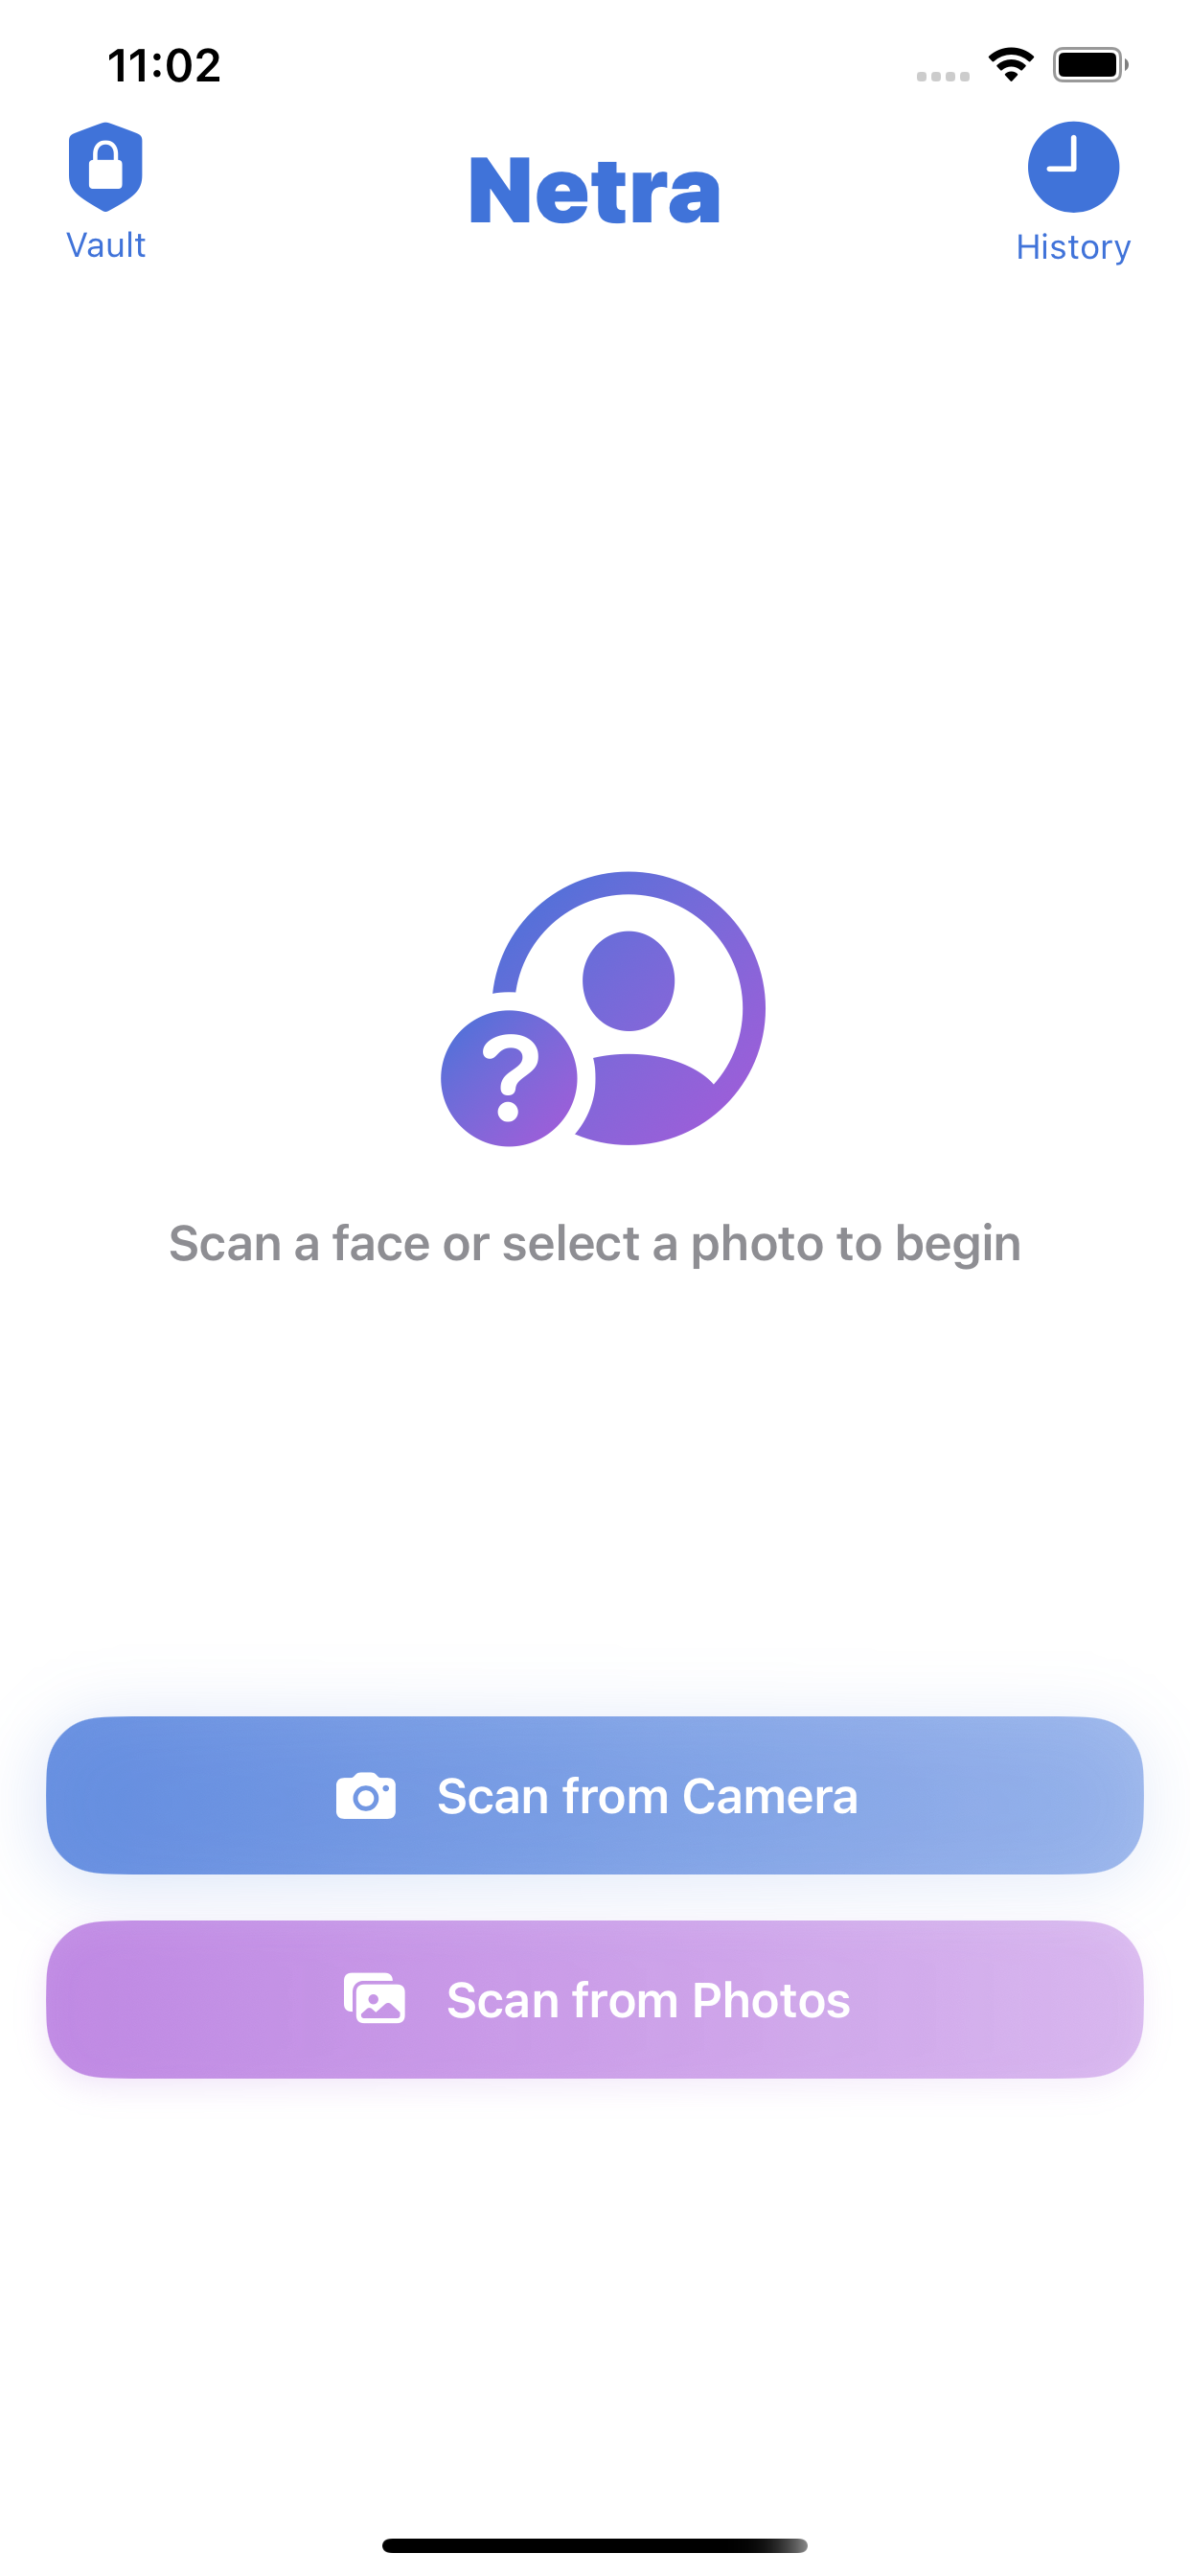 11:02
Vault
Netra
History
?
Scan a face or select a photo to begin
Scan from Camera
Scan from Photos